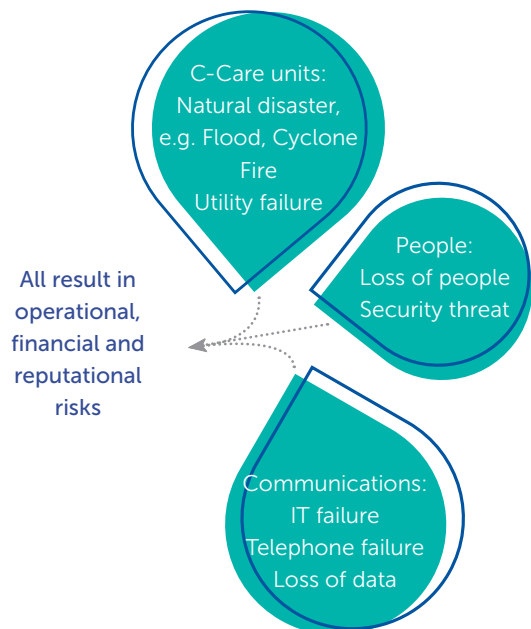 C-Care units:
Natural disaster,
e.g. Flood, Cyclone
Fire
Utility failure
People:
Loss of people
Security threat
All result in
operational,
financial and
reputational
risks
Communications:
IT failure
Telephone failure
Loss of data